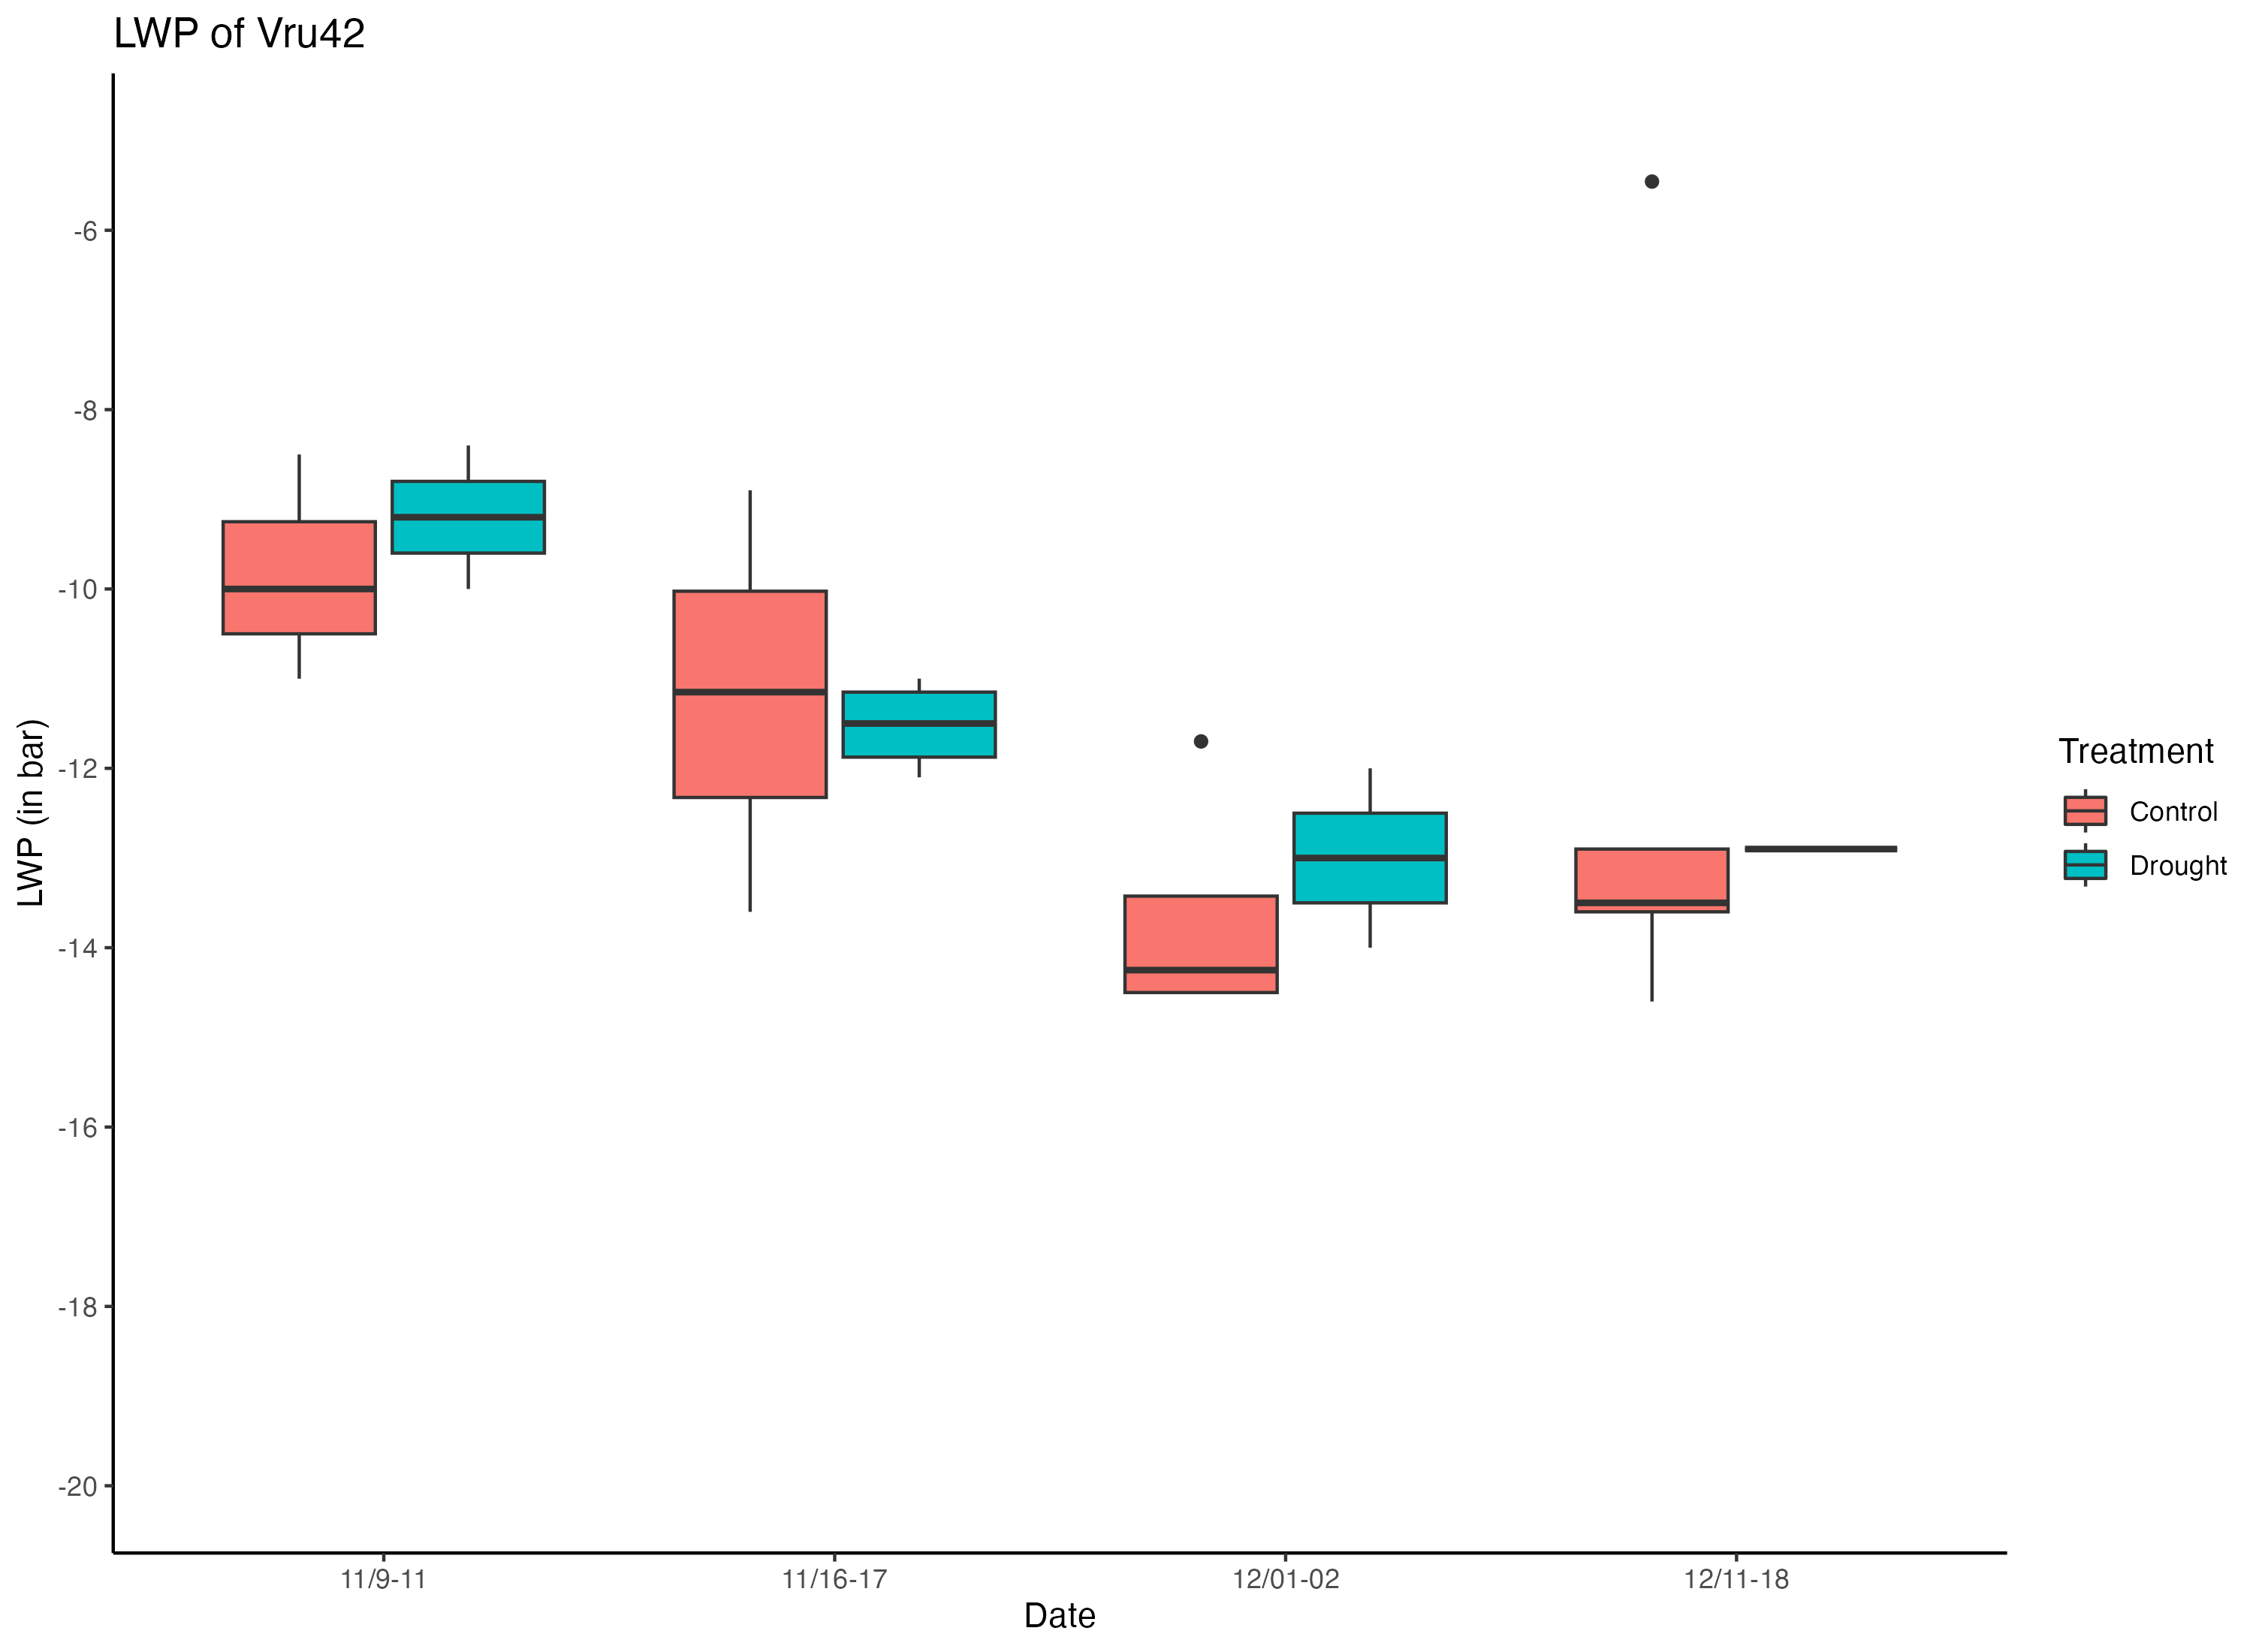 LWP of Vru42
LWP (in bar)
-6
-8
-10
-12
-14
-16
-18
-20
11/9-11
11/16-17
12/01-02
12/11-18
Date
Treatment
Control
Drought